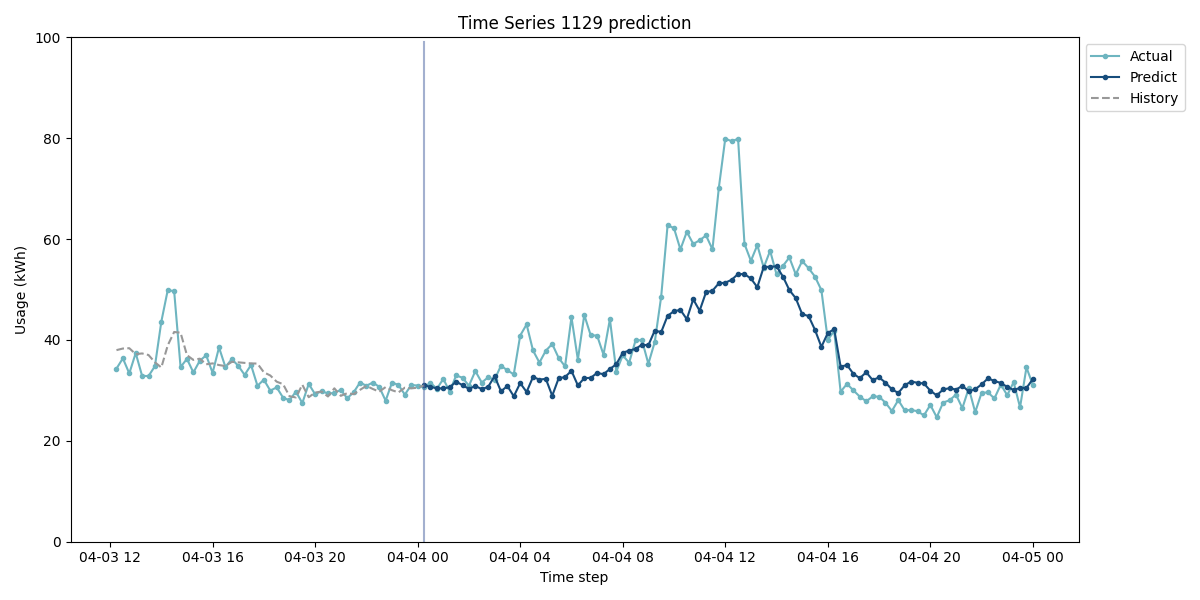 Time Series 1129 prediction
100
80
60
40
20
0
Usage (kWh)
04-03 12
04-03 16
04-03 20
04-04 00
04-04 04
04-04 08
04-04 12
04-04 16
04-04 20
04-05 00
Time step
Actual
Predict
History